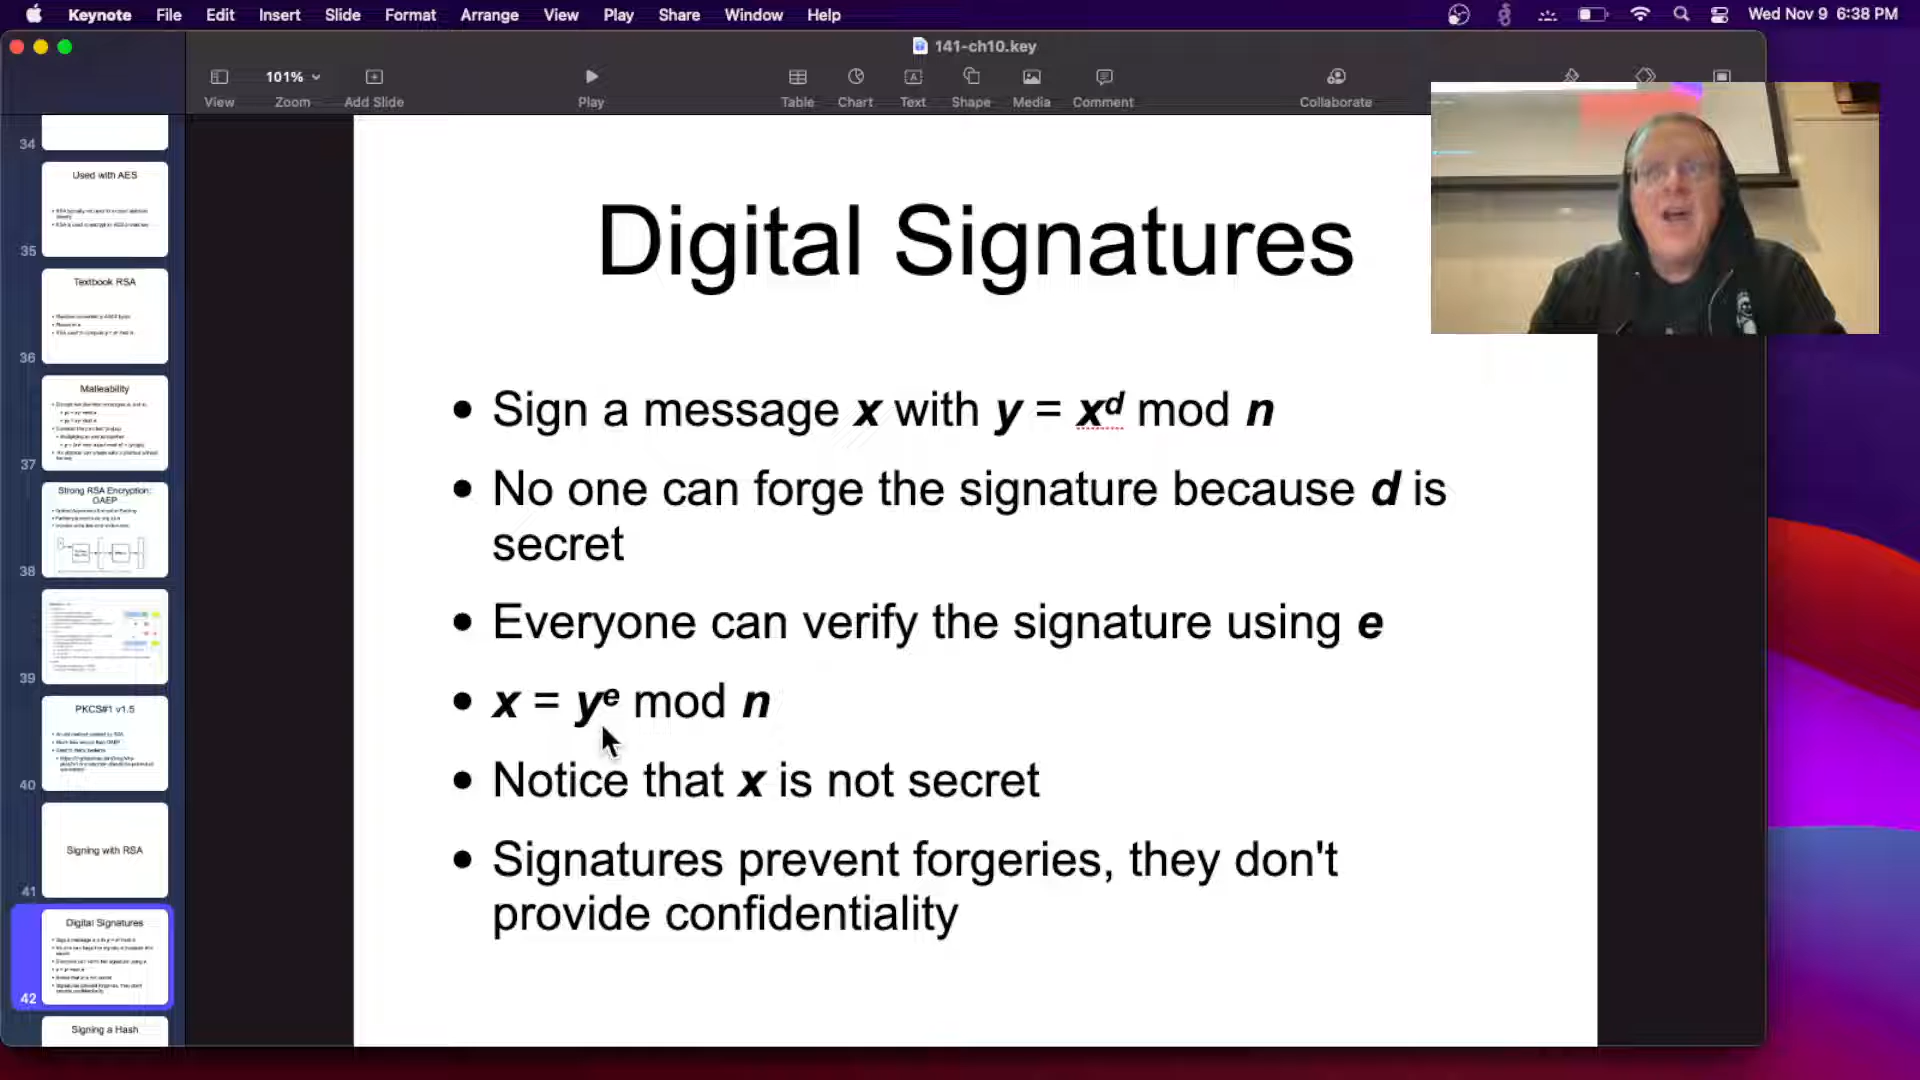 Keynote File Edit Insert Slide Format Arrange View Play Share Window Help Wed Nov 9 6:38 PM
141-ch10.key
101%
View Zoom Add Slide Play Table Chart Text Shape Media Comment Collaborate
34
Used with AES
35
Textbook RSA
36
Malleability
37
Strong RSA Encryption:
OAEP
38
39
PKCS#1 v1.5
40
Signing with RSA
41
Digital Signatures
42
Signing a Hash
Digital Signatures
• Sign a message x with y = xᵈ mod n
• No one can forge the signature because d is
secret
• Everyone can verify the signature using e
• x = yᵉ mod n
• Notice that x is not secret
• Signatures prevent forgeries, they don't
provide confidentiality